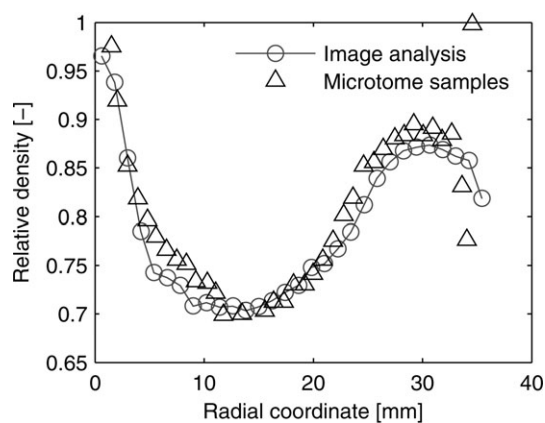 1
0.95
0.9
0.85
0.8
0.75
0.7
0.65
Relative density [−]
Image analysis
Microtome samples
0 10 20 30 40
Radial coordinate [mm]